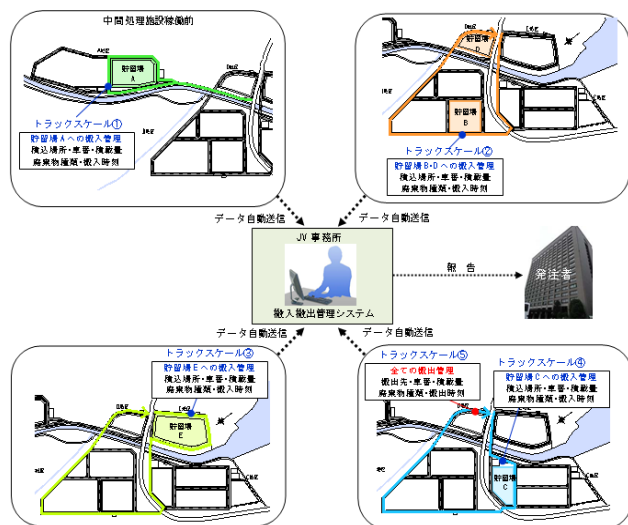 中間処理施設稼働前
貯留場
A
トラックスケール①
貯留場Aへの搬入管理
積込場所・車番・積載量
廃棄物種類・搬入時刻
貯留場
D
貯留場
B
トラックスケール②
貯留場B・Dへの搬入管理
積込場所・車番・積載量
廃棄物種類・搬入時刻
データ自動送信
データ自動送信
JV事務所
搬入搬出管理システム
報告
発注者
データ自動送信
データ自動送信
トラックスケール③
貯留場Eへの搬入管理
積込場所・車番・積載量
廃棄物種類・搬入時刻
貯留場
E
トラックスケール⑤
全ての搬出管理
搬出先・車番・積載量
廃棄物種類・搬出時刻
トラックスケール④
貯留場Cへの搬入管理
積込場所・車番・積載量
廃棄物種類・搬入時刻
貯留場
C